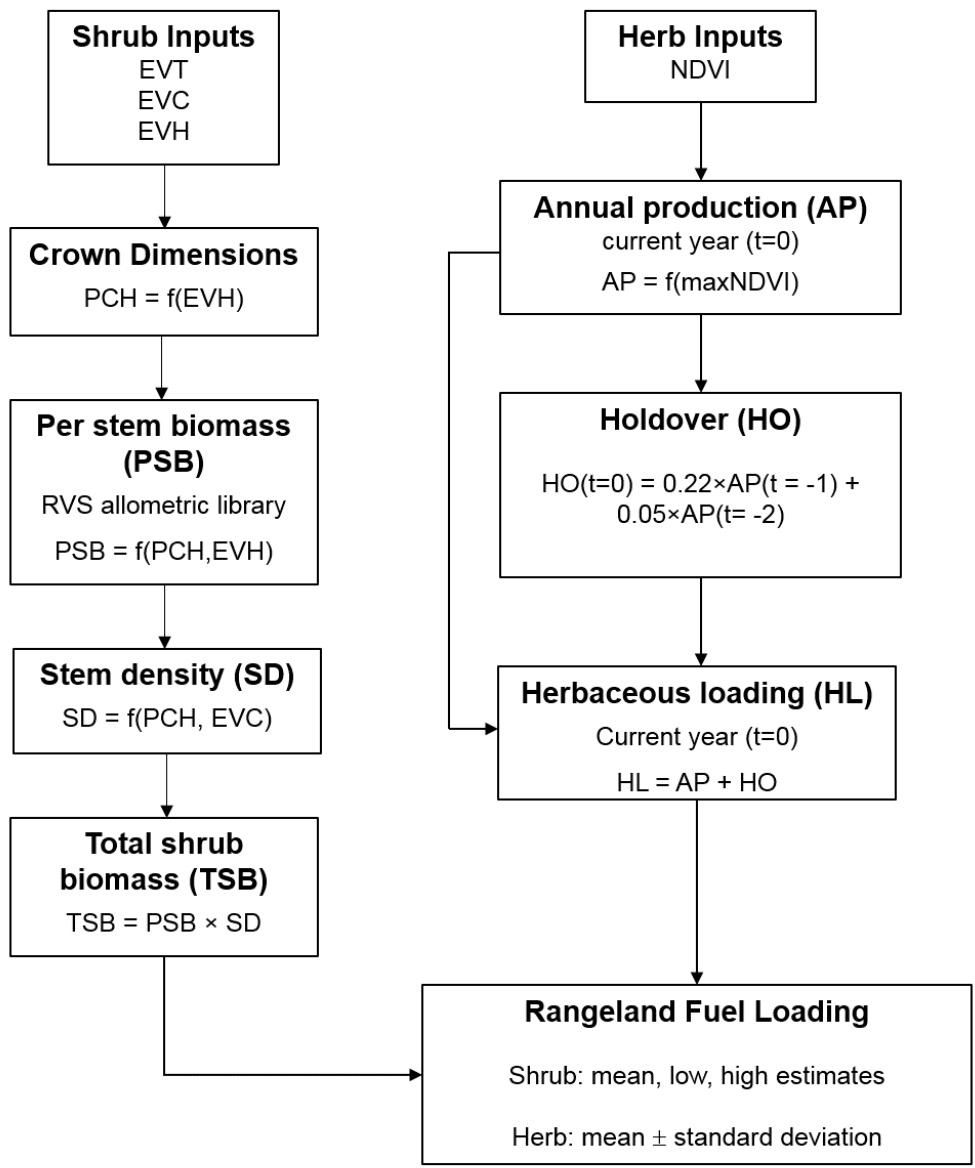 Shrub Inputs
EVT
EVC
EVH
Crown Dimensions
PCH = f(EVH)
Per stem biomass
(PSB)
RVS allometric library
PSB = f(PCH,EVH)
Stem density (SD)
SD = f(PCH, EVC)
Total shrub
biomass (TSB)
TSB = PSB × SD
Herb Inputs
NDVI
Annual production (AP)
current year (t=0)
AP = f(maxNDVI)
Holdover (HO)
HO(t=0) = 0.22×AP(t = -1) +
0.05×AP(t= -2)
Herbaceous loading (HL)
Current year (t=0)
HL = AP + HO
Rangeland Fuel Loading
Shrub: mean, low, high estimates
Herb: mean ± standard deviation